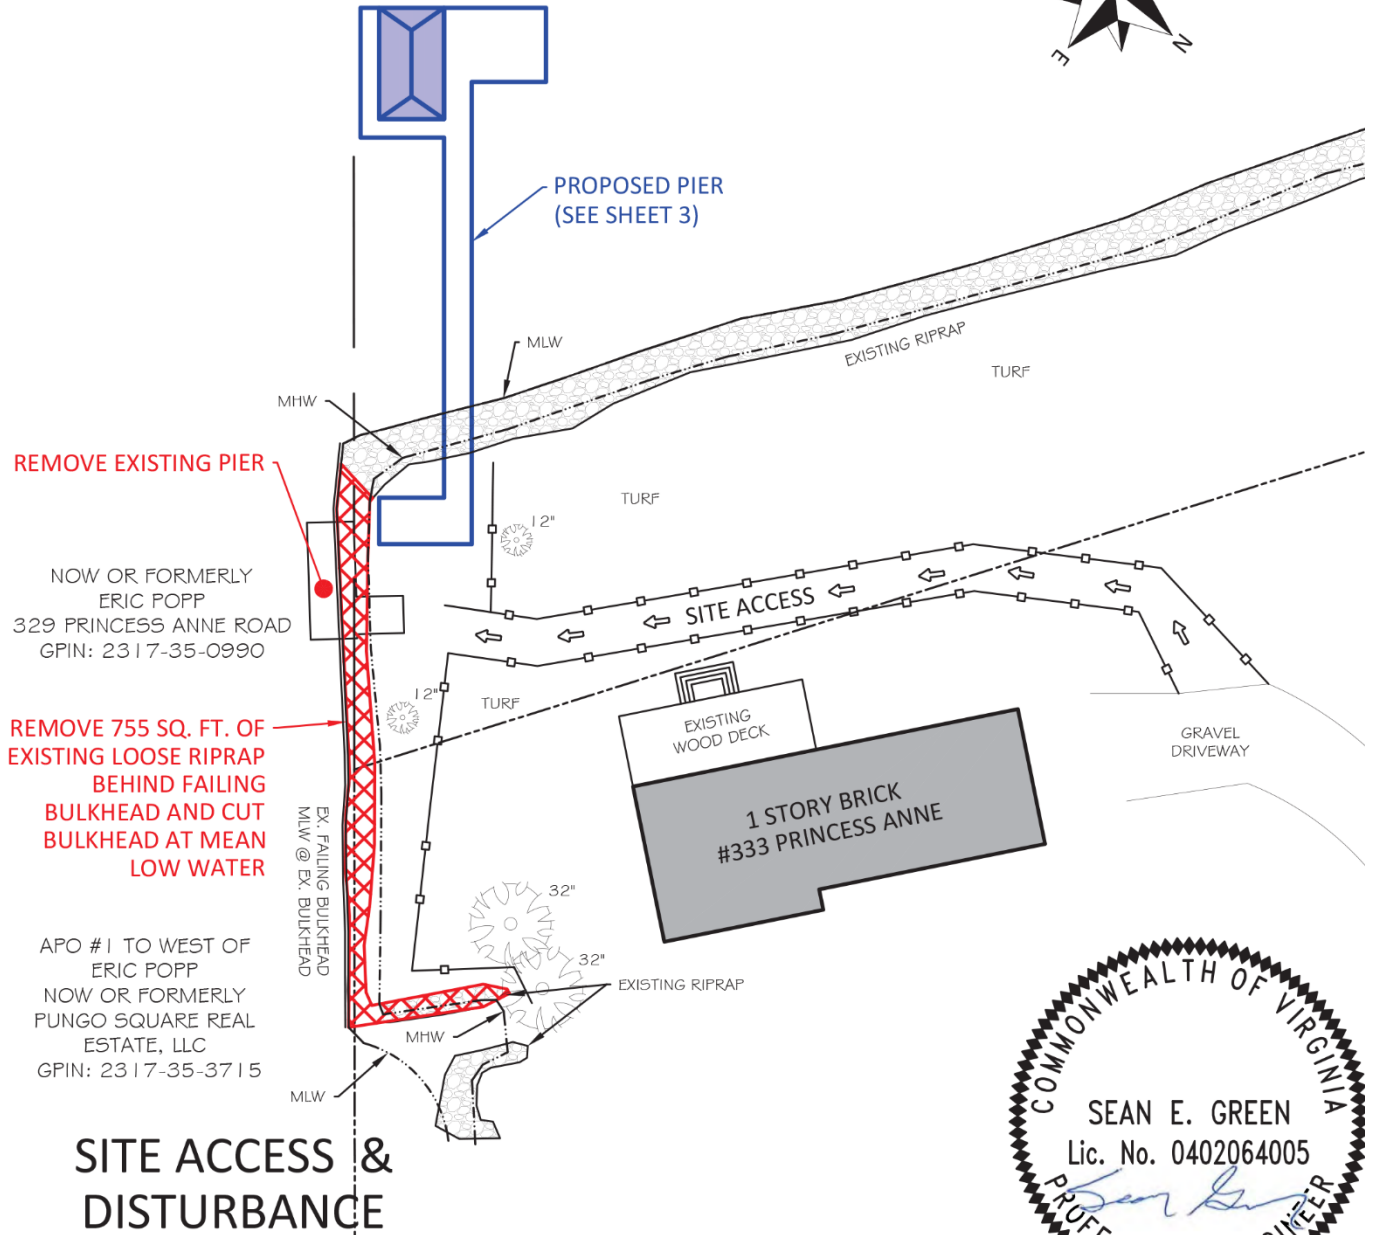 E
N
PROPOSED PIER
(SEE SHEET 3)
MLW
EXISTING RIPRAP
TURF
MHW
REMOVE EXISTING PIER
TURF
12"
NOW OR FORMERLY
ERIC POPP
329 PRINCESS ANNE ROAD
GPIN: 2317-35-0990
SITE ACCESS
12"
TURF
EXISTING
WOOD DECK
GRAVEL
DRIVEWAY
REMOVE 755 SQ. FT. OF
EXISTING LOOSE RIPRAP
BEHIND FAILING
BULKHEAD AND CUT
BULKHEAD AT MEAN
LOW WATER
EX. FAILING BULKHEAD
MLW @ EX. BULKHEAD
1 STORY BRICK
#333 PRINCESS ANNE
32"
32"
EXISTING RIPRAP
APO #1 TO WEST OF
ERIC POPP
NOW OR FORMERLY
PUNGO SQUARE REAL
ESTATE, LLC
GPIN: 2317-35-3715
MHW
MLW
SITE ACCESS &
DISTURBANCE
COMMONWEALTH OF VIRGINIA
SEAN E. GREEN
Lic. No. 0402064005
Sean Green